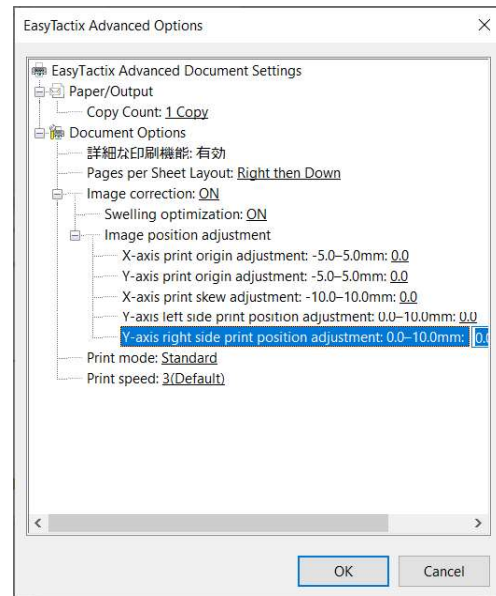 EasyTactix Advanced Options
EasyTactix Advanced Document Settings
Paper/Output
Copy Count: 1 Copy
Document Options
詳細な印刷機能: 有効
Pages per Sheet Layout: Right then Down
Image correction: ON
Swelling optimization: ON
Image position adjustment
X-axis print origin adjustment: -5.0–5.0mm: 0.0
Y-axis print origin adjustment: -5.0–5.0mm: 0.0
X-axis print skew adjustment: -10.0–10.0mm: 0.0
Y-axis left side print position adjustment: 0.0–10.0mm: 0.0
Y-axis right side print position adjustment: 0.0–10.0mm:
Print mode: Standard
Print speed: 3(Default)
OK Cancel